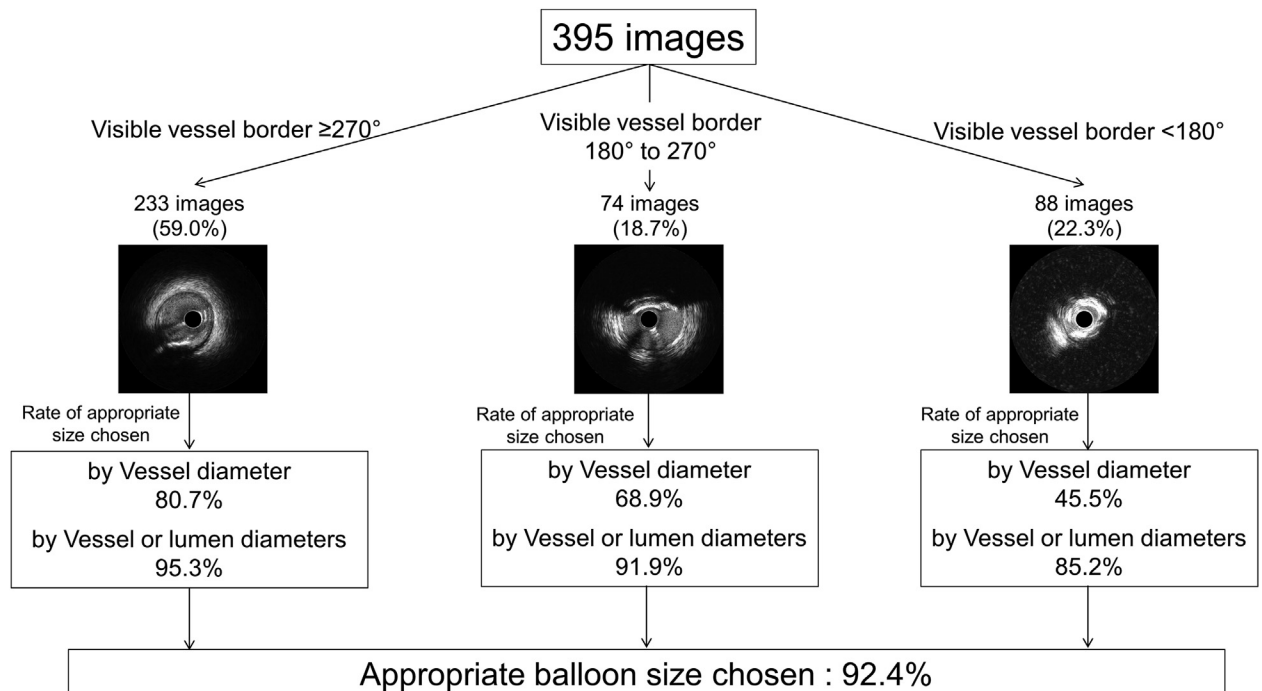 395 images
Visible vessel border ≥270°
Visible vessel border
180° to 270°
Visible vessel border <180°
233 images
(59.0%)
74 images
(18.7%)
88 images
(22.3%)
Rate of appropriate
size chosen
Rate of appropriate
size chosen
Rate of appropriate
size chosen
by Vessel diameter
80.7%
by Vessel or lumen diameters
95.3%
by Vessel diameter
68.9%
by Vessel or lumen diameters
91.9%
by Vessel diameter
45.5%
by Vessel or lumen diameters
85.2%
Appropriate balloon size chosen : 92.4%